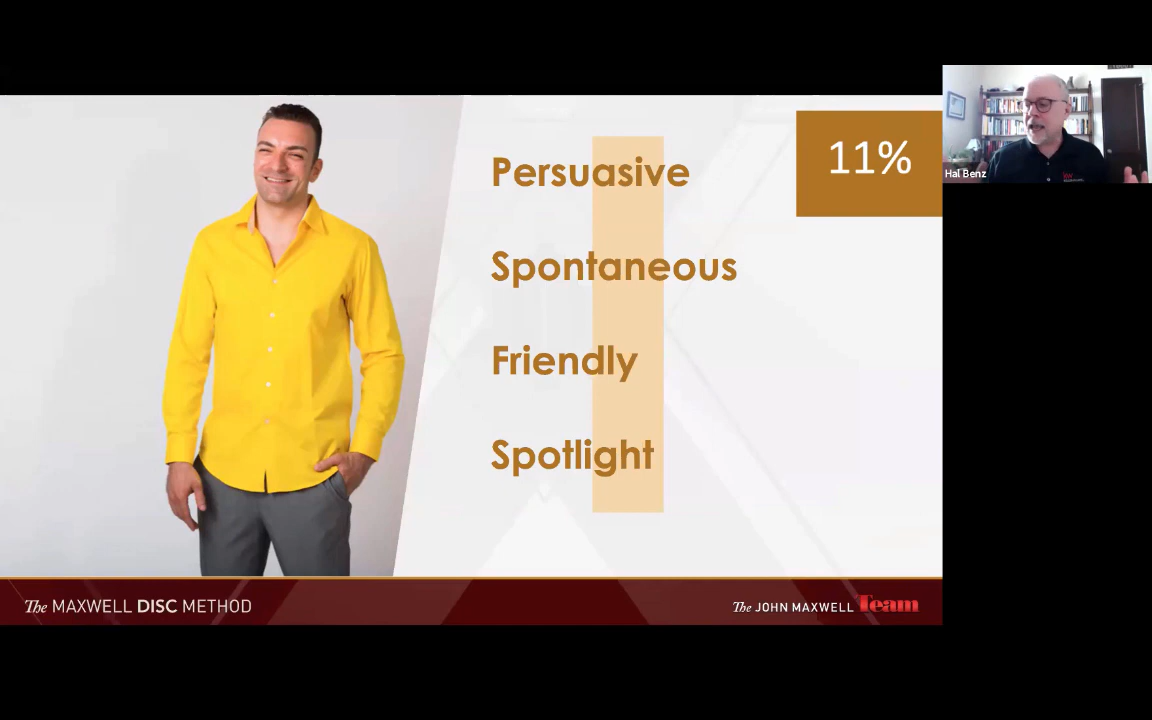 Persuasive
11%
Spontaneous
Friendly
Spotlight
Hal Benz
The MAXWELL DISC METHOD
The JOHN MAXWELL Team